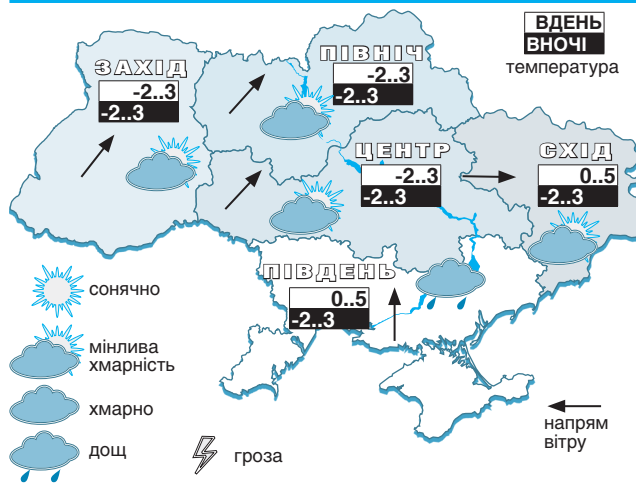 ВДЕНЬ
ВНОЧІ
температура
ЗАХІД
-2..3
-2..3
ПІВНІЧ
-2..3
-2..3
ЦЕНТР
-2..3
-2..3
СХІД
0..5
-2..3
ПІВДЕНЬ
0..5
-2..3
сонячно
мінлива
хмарність
хмарно
дощ
гроза
напрям
вітру